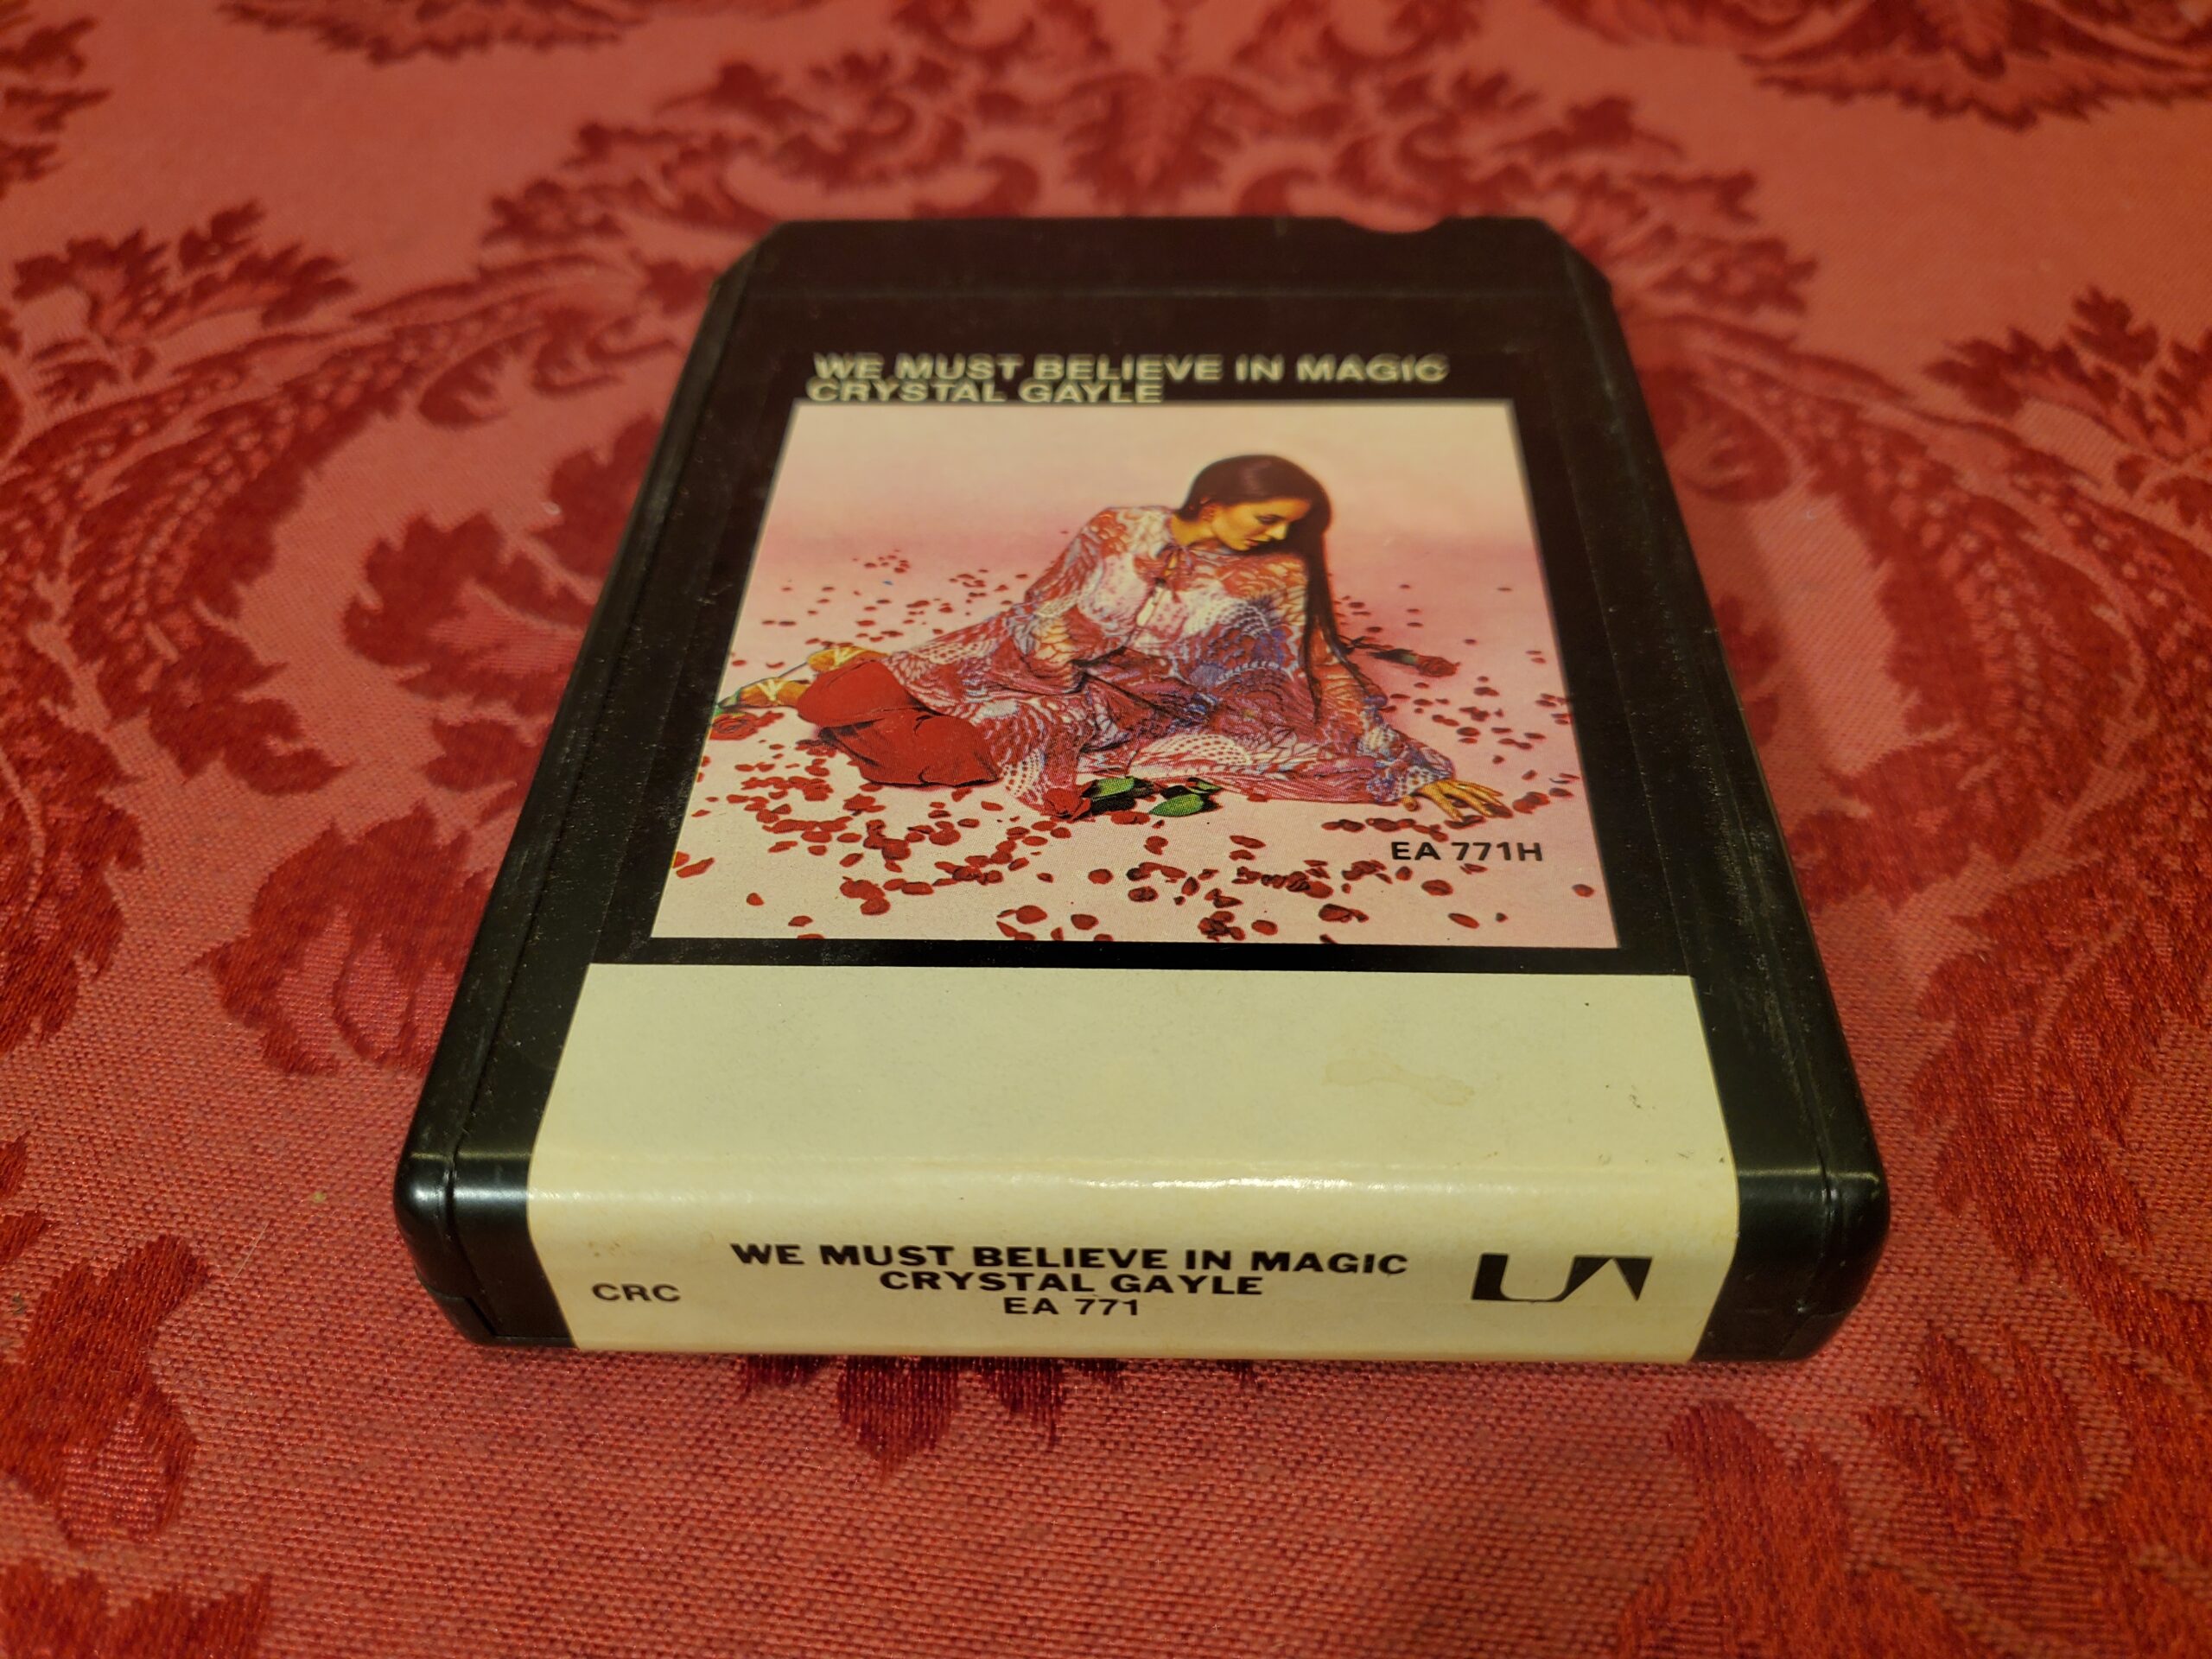 WE MUST BELIEVE IN MAGIC
CRYSTAL GAYLE
EA 771H
WE MUST BELIEVE IN MAGIC
CRYSTAL GAYLE
EA 771
CRC
UA